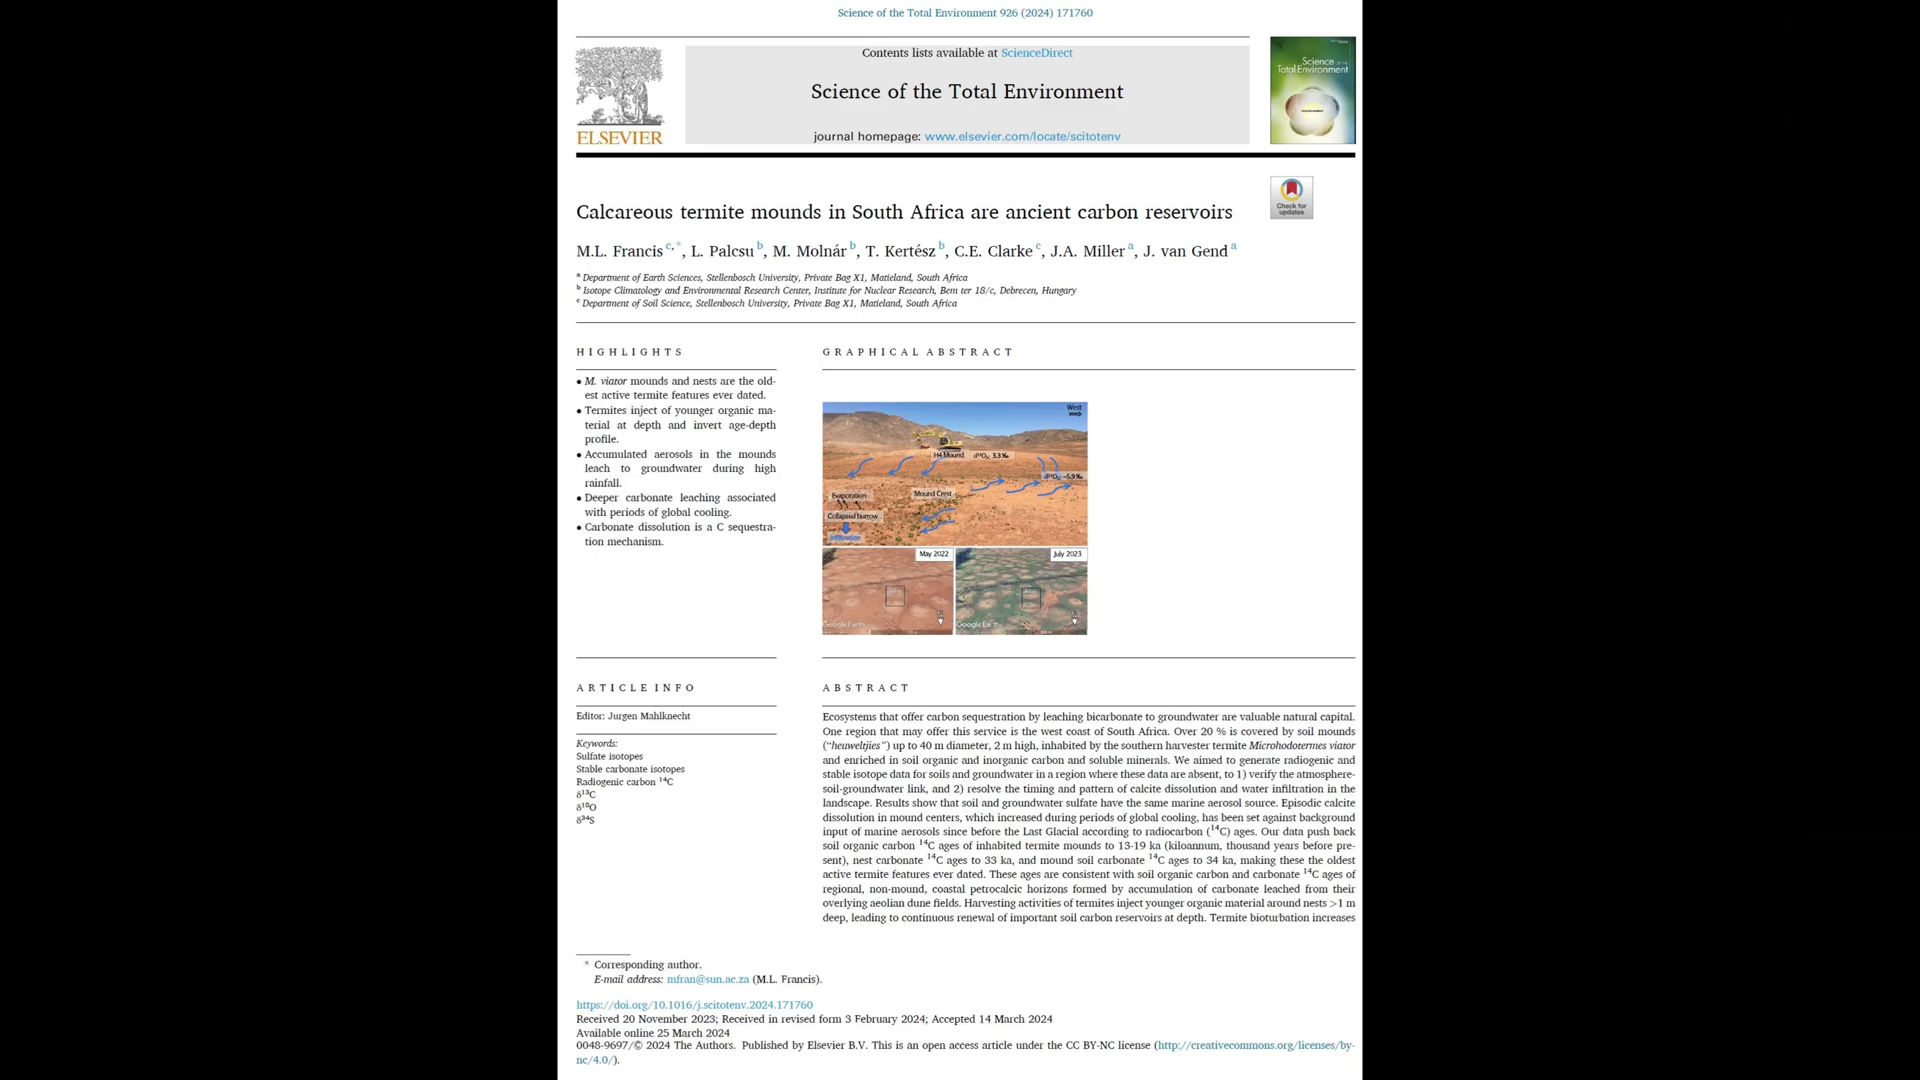 Science of the Total Environment 926 (2024) 171760
Contents lists available at ScienceDirect
Science of the Total Environment
journal homepage: www.elsevier.com/locate/scitotenv
ELSEVIER
Science OF THE
Total Environment
Check for
updates
Calcareous termite mounds in South Africa are ancient carbon reservoirs
M.L. Francis c,*, L. Palcsu b, M. Molnár b, T. Kertész b, C.E. Clarke c, J.A. Miller a, J. van Gend a
a Department of Earth Sciences, Stellenbosch University, Private Bag X1, Matieland, South Africa
b Isotope Climatology and Environmental Research Center, Institute for Nuclear Research, Bem ter 18/c, Debrecen, Hungary
c Department of Soil Science, Stellenbosch University, Private Bag X1, Matieland, South Africa
HIGHLIGHTS
• M. viator mounds and nests are the old-
est active termite features ever dated.
• Termites inject of younger organic ma-
terial at depth and invert age-depth
profile.
• Accumulated aerosols in the mounds
leach to groundwater during high
rainfall.
• Deeper carbonate leaching associated
with periods of global cooling.
• Carbonate dissolution is a C sequestra-
tion mechanism.
GRAPHICAL ABSTRACT
West
H4 Mound
Evaporation
Mound Crest
Collapsed burrow
Infiltration
May 2022
July 2023
Google Earth
Google Earth
ARTICLE INFO
Editor: Jurgen Mahlknecht
Keywords:
Sulfate isotopes
Stable carbonate isotopes
Radiogenic carbon ¹⁴C
δ¹³C
δ¹⁸O
δ³⁴S
ABSTRACT
Ecosystems that offer carbon sequestration by leaching bicarbonate to groundwater are valuable natural capital.
One region that may offer this service is the west coast of South Africa. Over 20 % is covered by soil mounds
(“heuweltjies”) up to 40 m diameter, 2 m high, inhabited by the southern harvester termite Microhodotermes viator
and enriched in soil organic and inorganic carbon and soluble minerals. We aimed to generate radiogenic and
stable isotope data for soils and groundwater in a region where these data are absent, to 1) verify the atmosphere-
soil-groundwater link, and 2) resolve the timing and pattern of calcite dissolution and water infiltration in the
landscape. Results show that soil and groundwater sulfate have the same marine aerosol source. Episodic calcite
dissolution in mound centers, which increased during periods of global cooling, has been set against background
input of marine aerosols since before the Last Glacial according to radiocarbon (¹⁴C) ages. Our data push back
soil organic carbon ¹⁴C ages of inhabited termite mounds to 13-19 ka (kiloannum, thousand years before pre-
sent), nest carbonate ¹⁴C ages to 33 ka, and mound soil carbonate ¹⁴C ages to 34 ka, making these the oldest
active termite features ever dated. These ages are consistent with soil organic carbon and carbonate ¹⁴C ages of
regional, non-mound, coastal petrocalcic horizons formed by accumulation of carbonate leached from their
overlying aeolian dune fields. Harvesting activities of termites inject younger organic material around nests >1 m
deep, leading to continuous renewal of important soil carbon reservoirs at depth. Termite bioturbation increases
* Corresponding author.
E-mail address: mfran@sun.ac.za (M.L. Francis).
https://doi.org/10.1016/j.scitotenv.2024.171760
Received 20 November 2023; Received in revised form 3 February 2024; Accepted 14 March 2024
Available online 25 March 2024
0048-9697/© 2024 The Authors. Published by Elsevier B.V. This is an open access article under the CC BY-NC license (http://creativecommons.org/licenses/by-
nc/4.0/).